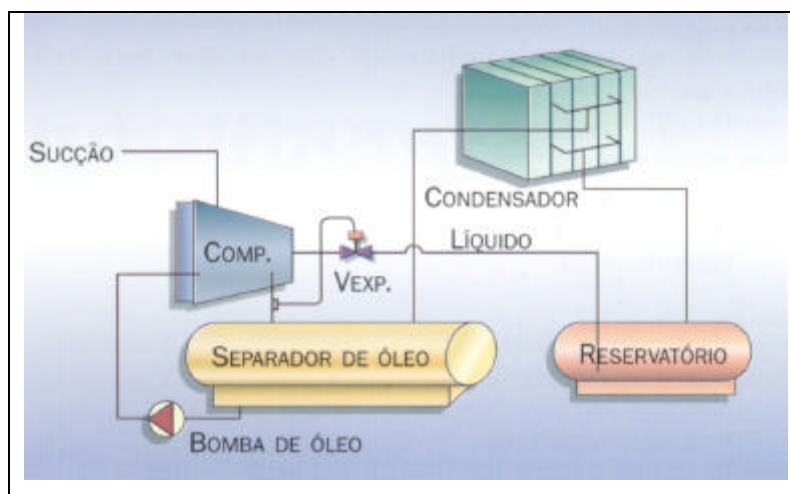 SUCÇÃO
CONDENSADOR
COMP.
LÍQUIDO
VEXP.
SEPARADOR DE ÓLEO
RESERVATÓRIO
BOMBA DE ÓLEO